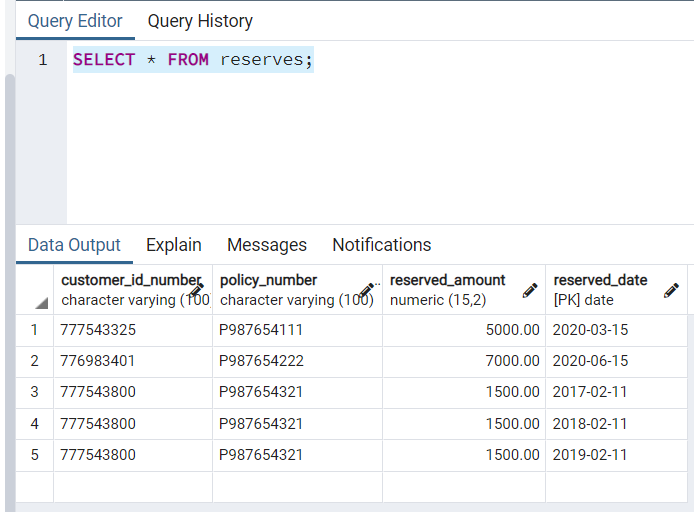 Query Editor Query History
1 SELECT * FROM reserves;
Data Output Explain Messages Notifications
customer_id_number policy_number reserved_amount reserved_date
character varying (100) character varying (100) numeric (15,2) [PK] date
1 777543325 P987654111 5000.00 2020-03-15
2 776983401 P987654222 7000.00 2020-06-15
3 777543800 P987654321 1500.00 2017-02-11
4 777543800 P987654321 1500.00 2018-02-11
5 777543800 P987654321 1500.00 2019-02-11